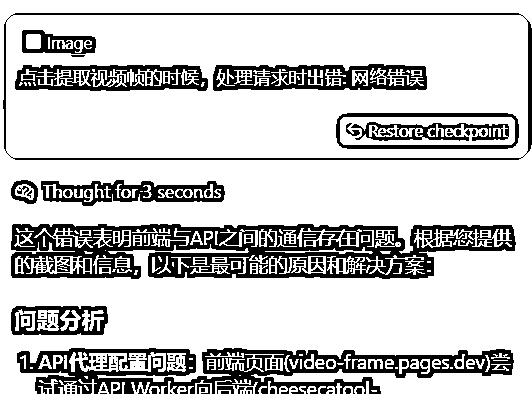 Image
点击提取视频帧的时候，处理请求时出错: 网络错误
Restore checkpoint
Thought for 3 seconds
这个错误表明前端与API之间的通信存在问题。根据您提供
的截图和信息，以下是最可能的原因和解决方案：
问题分析
1. API代理配置问题：前端页面(video-frame.pages.dev)尝
试通过API Worker向后端(cheesecatool-